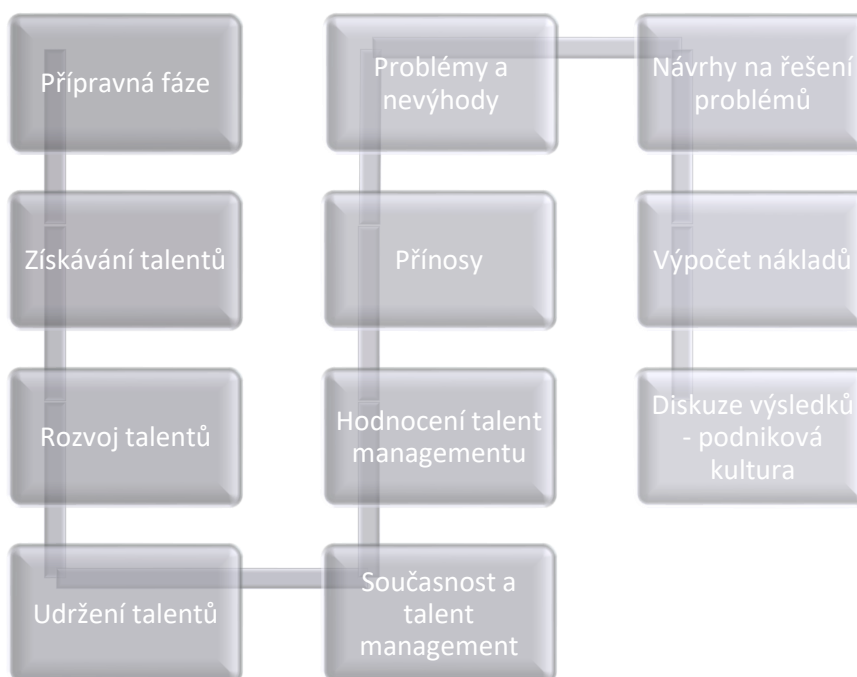 Přípravná fáze
Získávání talentů
Rozvoj talentů
Udržení talentů
Současnost a
talent
management
Hodnocení talent
managementu
Přínosy
Problémy a
nevýhody
Návrhy na řešení
problémů
Výpočet nákladů
Diskuze výsledků
- podniková
kultura